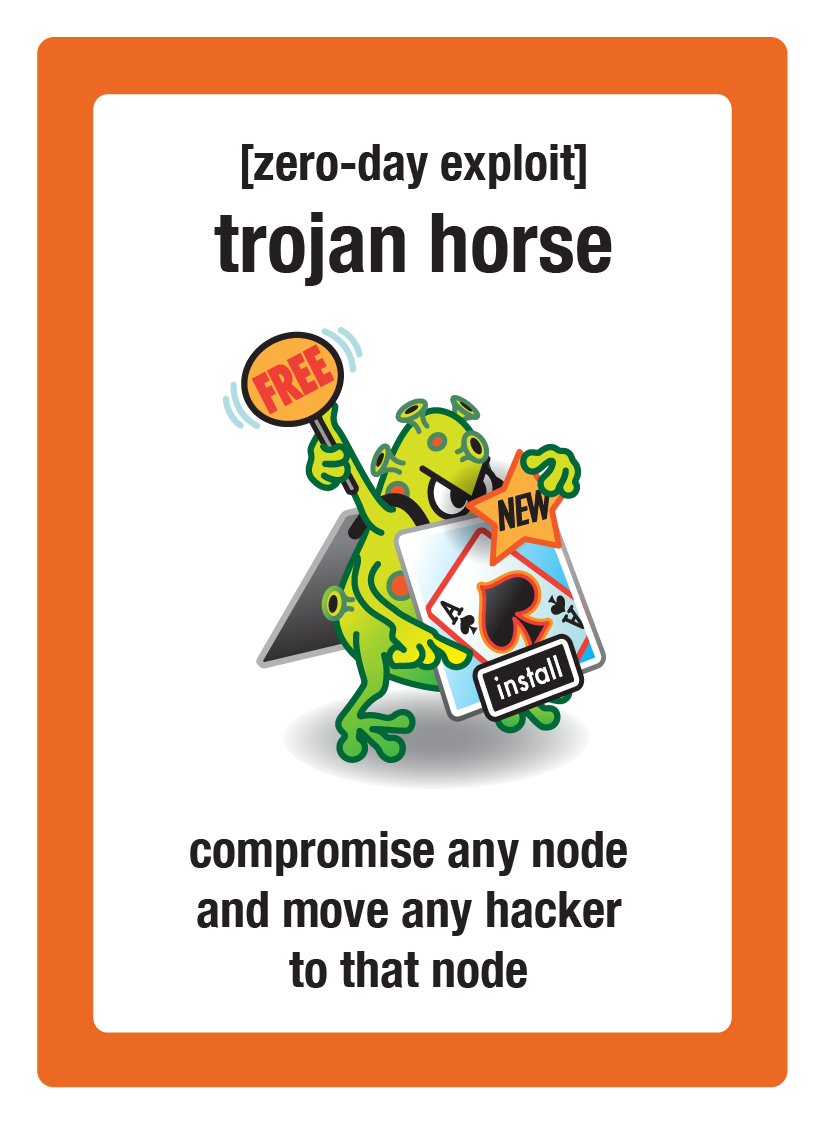 [zero-day exploit]
trojan horse
FREE
NEW
A
A
install
compromise any node
and move any hacker
to that node